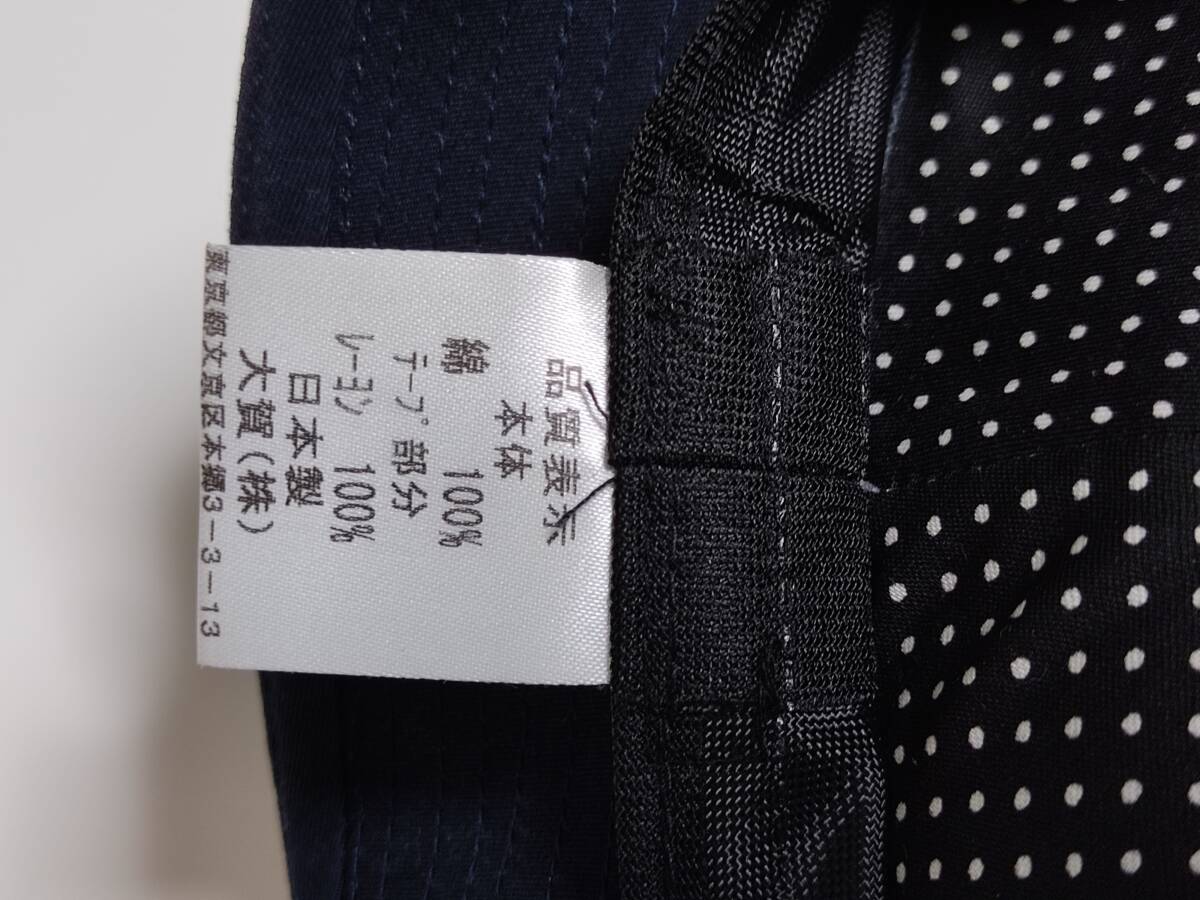 品質表示
本体
綿 100%
テープ部分
レーヨン 100%
日本製
大賀(株)
東京都文京区本郷3-3-13